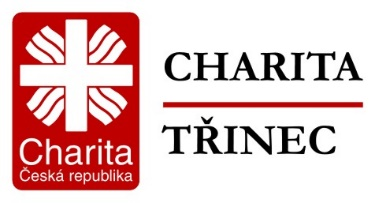 Charita
Česká republika
CHARITA
TŘINEC